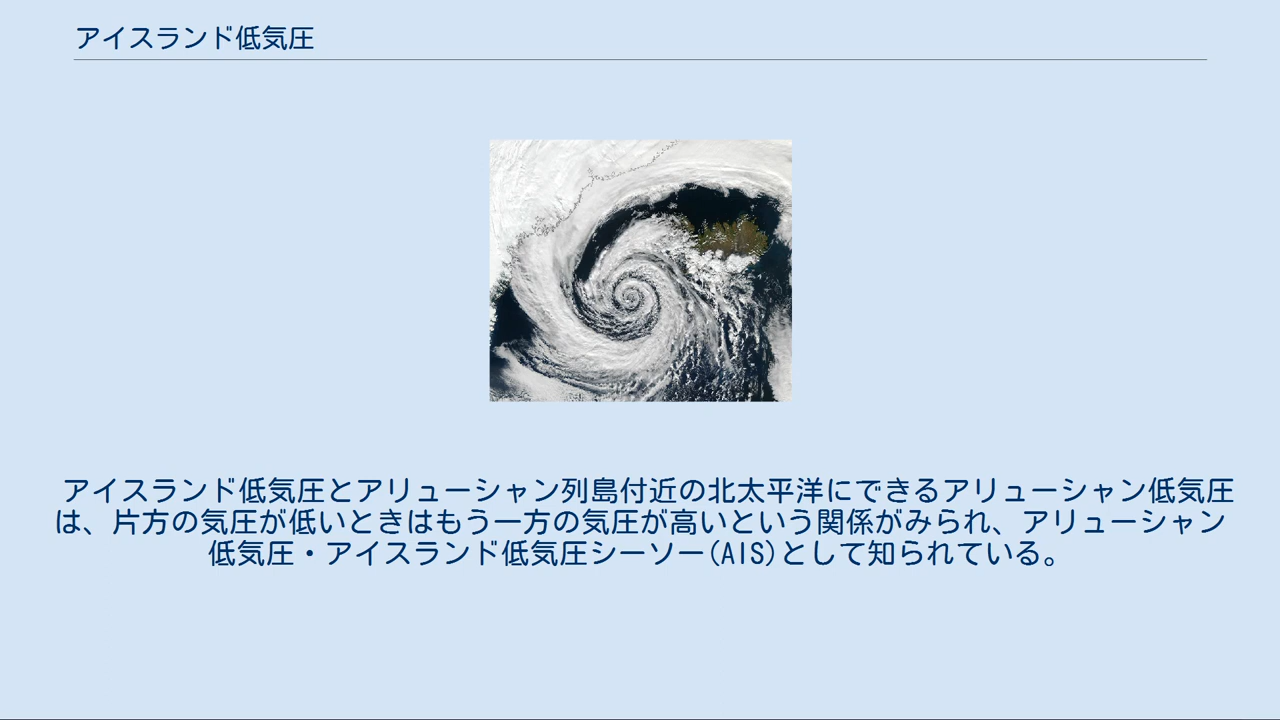 アイスランド低気圧
アイスランド低気圧とアリューシャン列島付近の北太平洋にできるアリューシャン低気圧
は、片方の気圧が低いときはもう一方の気圧が高いという関係がみられ、アリューシャン
低気圧・アイスランド低気圧シーソー(AIS)として知られている。